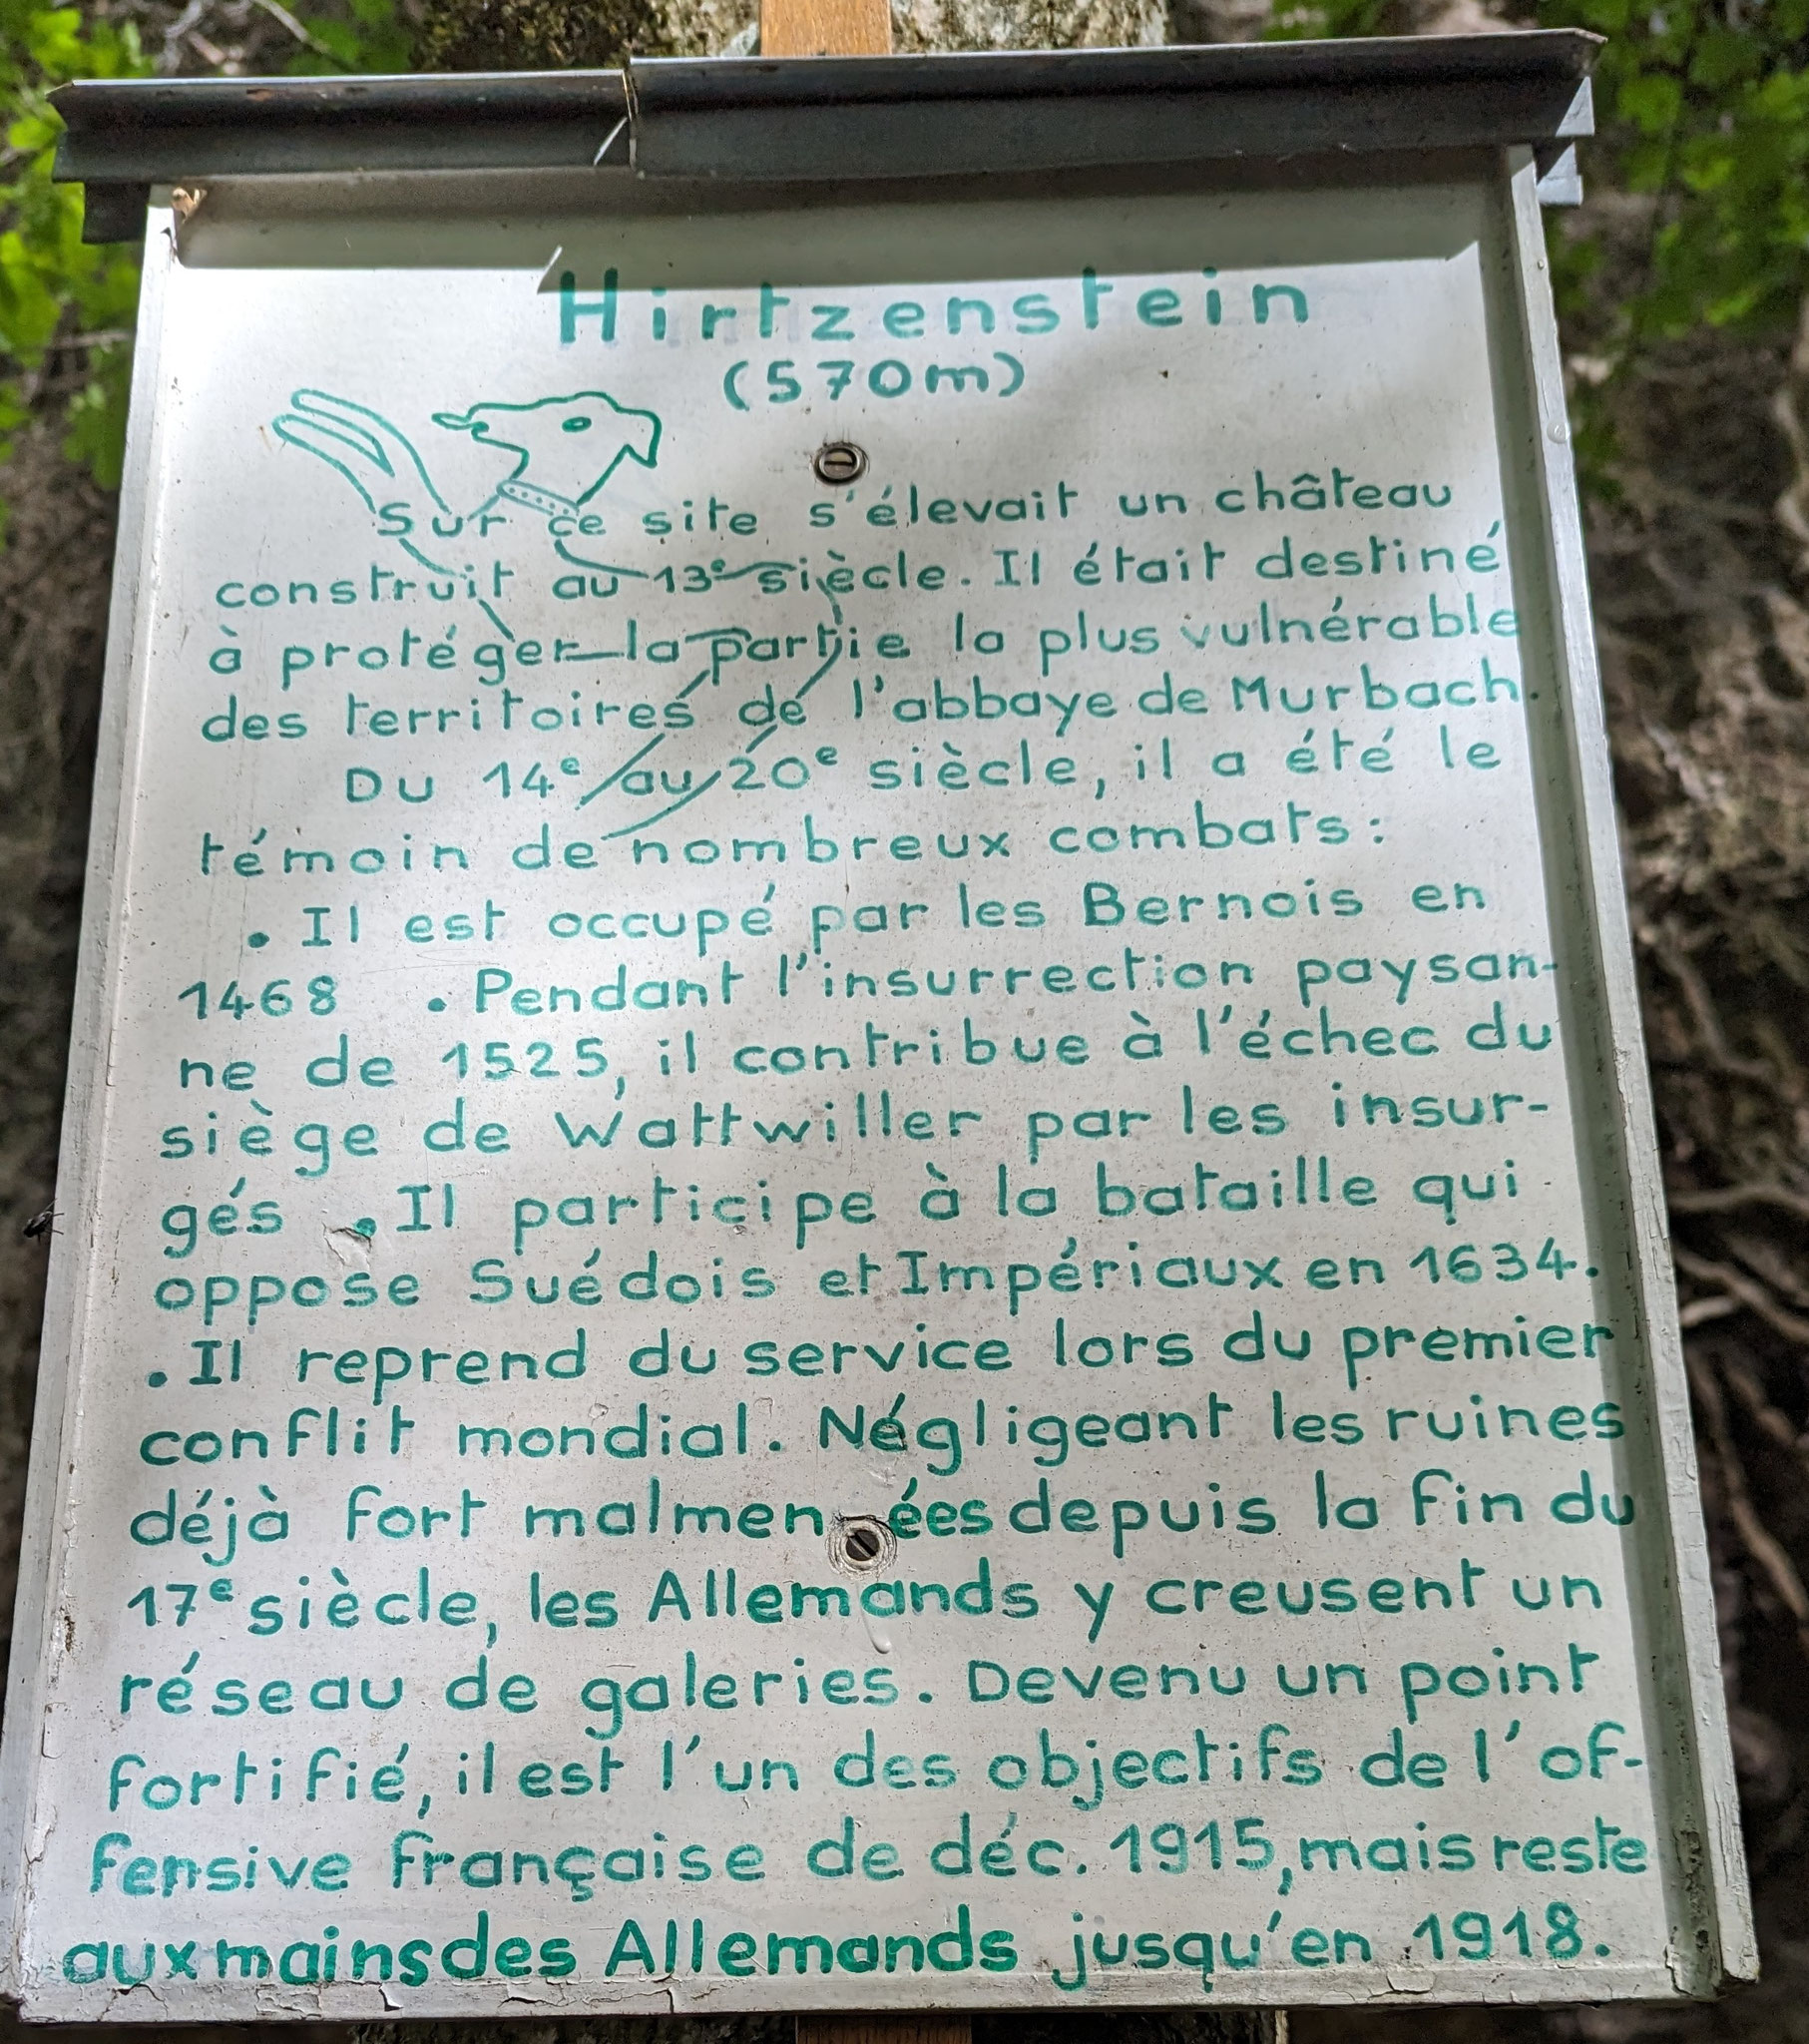 Hirtzenstein
(570m)
Sur ce site s'élevait un château
construit au 13e siècle. Il était destiné
à protéger la partie la plus vulnérable
des territoires de l'abbaye de Murbach.
Du 14e au 20e siècle, il a été le
témoin de nombreux combats :
. Il est occupé par les Bernois en
1468 . Pendant l'insurrection paysan-
ne de 1525, il contribue à l'échec du
siège de Wattwiller par les insur-
gés . Il participe à la bataille qui
oppose Suédois et Impériaux en 1634.
. Il reprend du service lors du premier
conflit mondial. Négligeant les ruines
déjà fort malmenées depuis la fin du
17e siècle, les Allemands y creusent un
réseau de galeries. Devenu un point
fortifié, il est l'un des objectifs de l'of-
fensive française de déc. 1915, mais reste
aux mains des Allemands jusqu'en 1918.